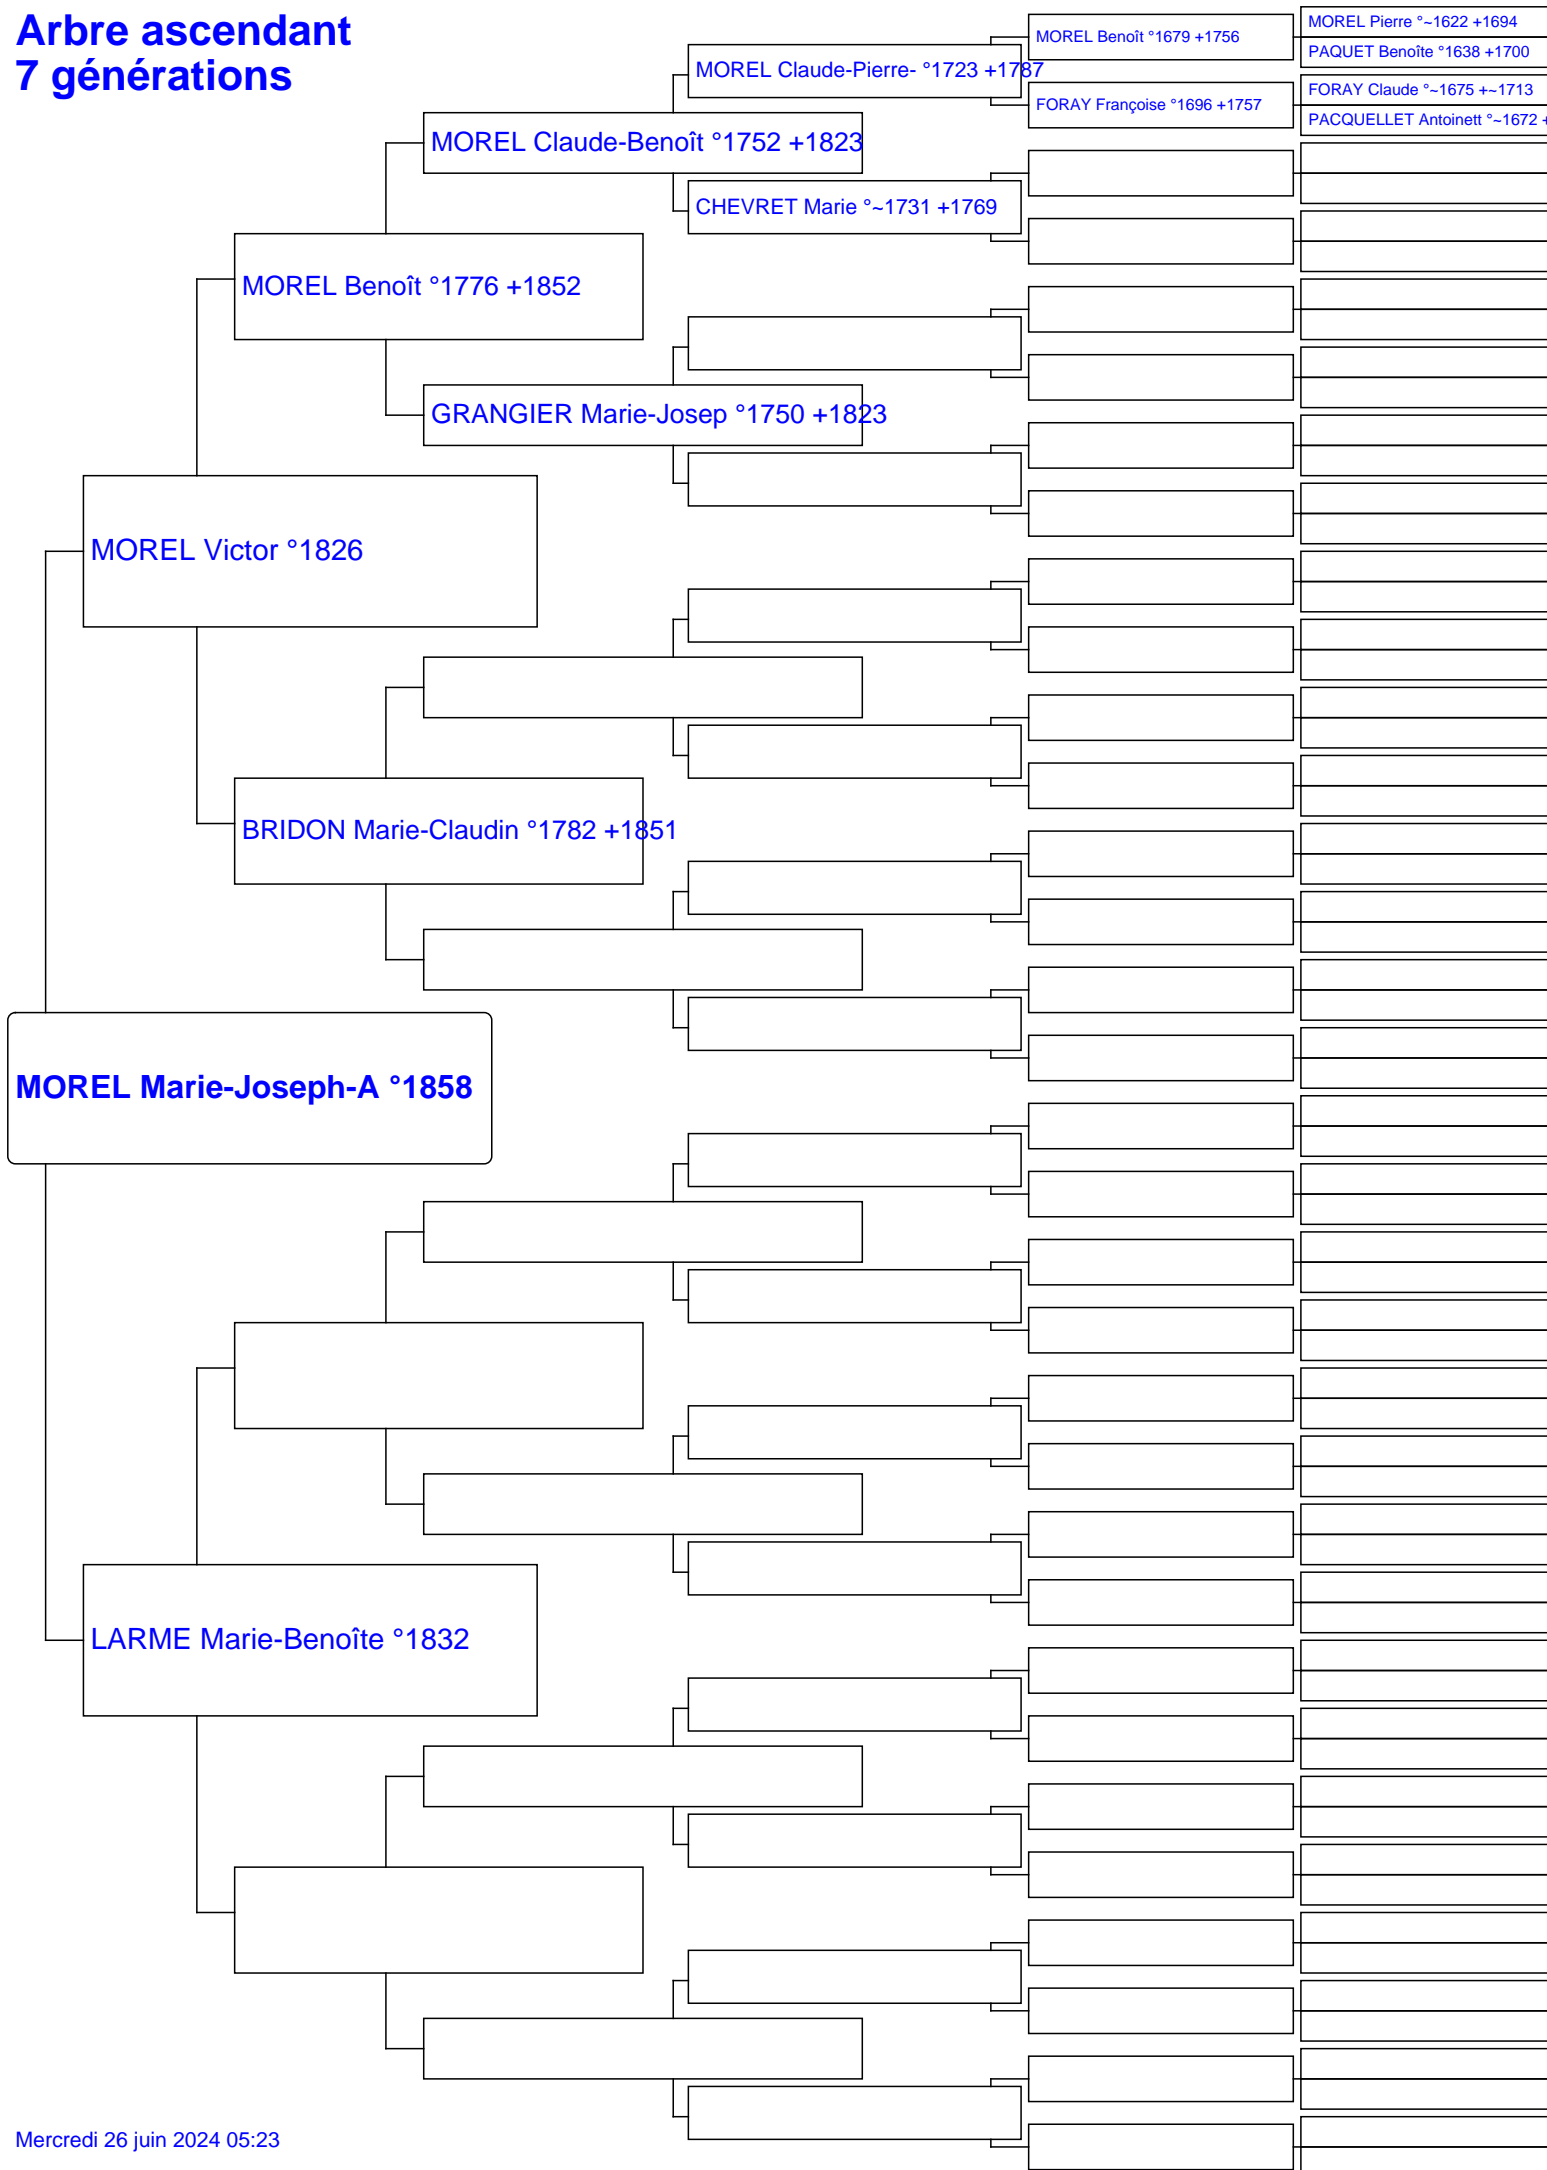 Arbre ascendant
7 générations
MOREL Pierre °~1622 +1694
MOREL Benoît °1679 +1756
PAQUET Benoîte °1638 +1700
MOREL Claude-Pierre- °1723 +1787
FORAY Claude °~1675 +~1713
FORAY Françoise °1696 +1757
PACQUELLET Antoinett °~1672 +
MOREL Claude-Benoît °1752 +1823
CHEVRET Marie °~1731 +1769
MOREL Benoît °1776 +1852
GRANGIER Marie-Josep °1750 +1823
MOREL Victor °1826
BRIDON Marie-Claudin °1782 +1851
MOREL Marie-Joseph-A °1858
LARME Marie-Benoîte °1832
Mercredi 26 juin 2024 05:23